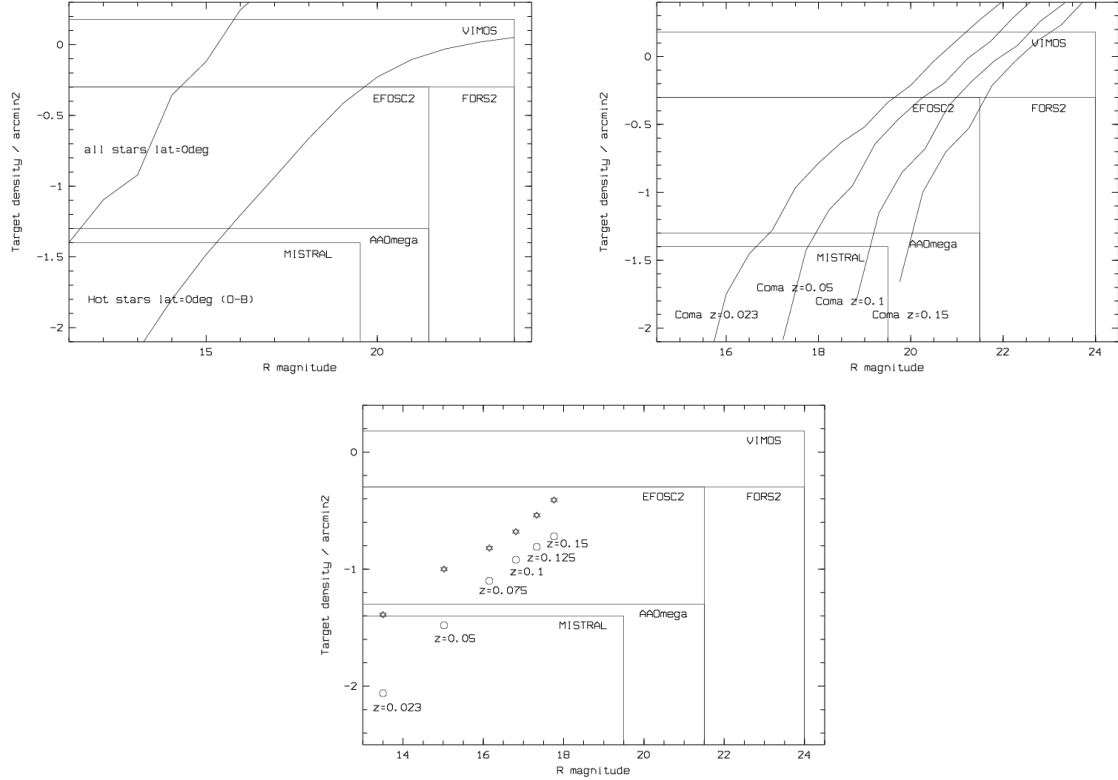 VIMOS
0
EFOSC2
FORS2
-0.5
all stars lat=0deg
-1
AAOmega
MISTRAL
-1.5
Hot stars lat=0deg (O-B)
-2
15
20
R magnitude
Target density / arcmin2
VIMOS
0
EFOSC2
FORS2
-0.5
-1
AAOmega
MISTRAL
-1.5
Coma z=0.05
Coma z=0.1
Coma z=0.023
Coma z=0.15
-2
16
18
20
22
24
R magnitude
Target density / arcmin2
VIMOS
0
EFOSC2
FORS2
z=0.15
z=0.125
-1
z=0.1
z=0.075
AAOmega
MISTRAL
z=0.05
-2
z=0.023
14
16
18
20
22
24
R magnitude
Target density / arcmin2